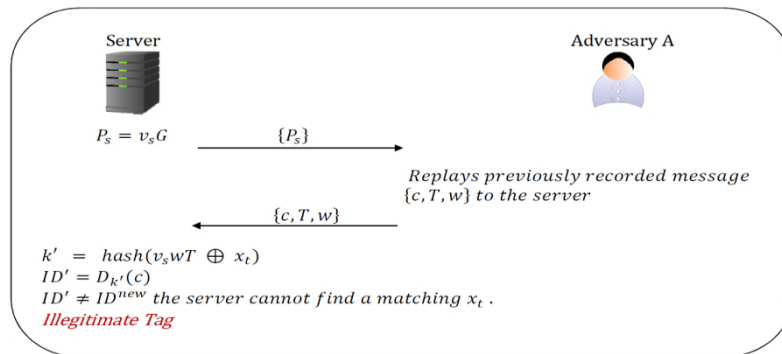 Server Adversary A
P_s = v_sG {P_s}
Replays previously recorded message
{c, T, w} to the server
{c, T, w}
k′ = hash(v_swT ⊕ x_t)
ID′ = D_k′(c)
ID′ ≠ ID^new the server cannot find a matching x_t .
Illegitimate Tag